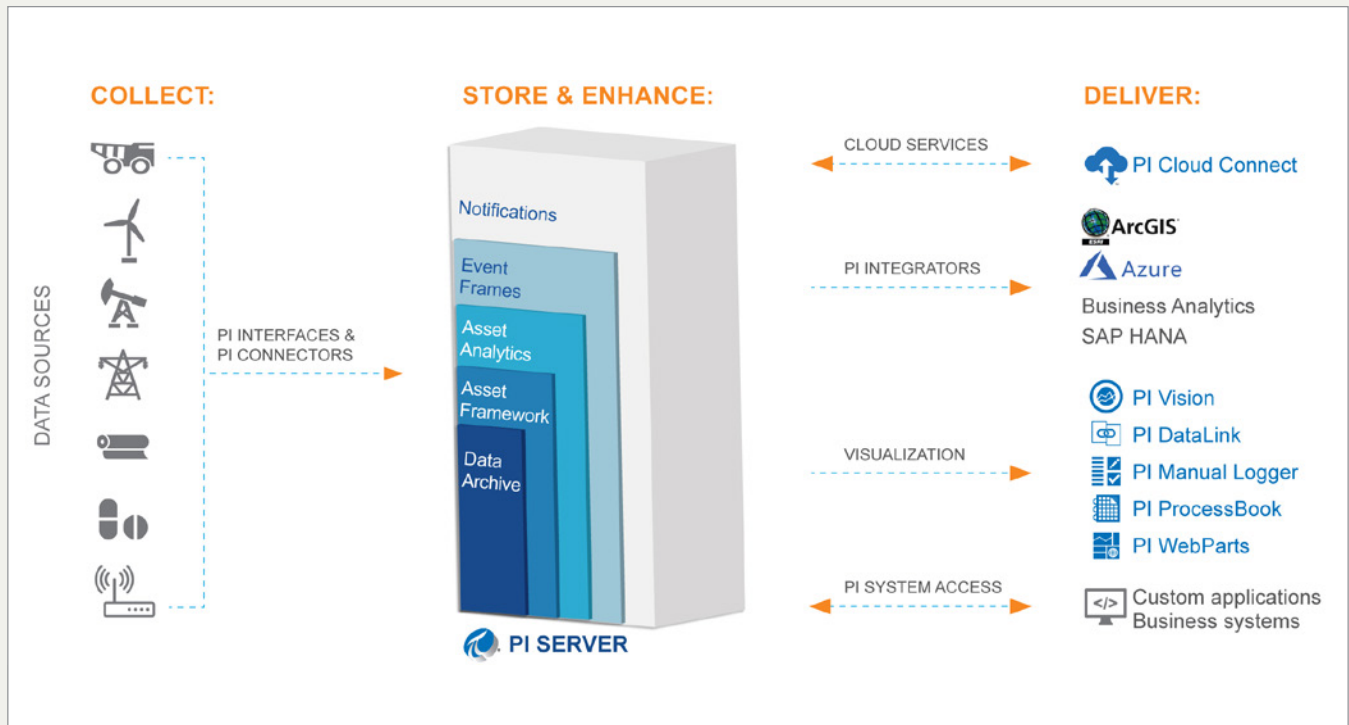 COLLECT:
DATA SOURCES
PI INTERFACES &
PI CONNECTORS
STORE & ENHANCE:
Notifications
Event
Frames
Asset
Analytics
Asset
Framework
Data
Archive
PI SERVER
CLOUD SERVICES
PI INTEGRATORS
VISUALIZATION
PI SYSTEM ACCESS
DELIVER:
PI Cloud Connect
esri
ArcGIS
Azure
Business Analytics
SAP HANA
PI Vision
PI DataLink
PI Manual Logger
PI ProcessBook
PI WebParts
</>
Custom applications
Business systems